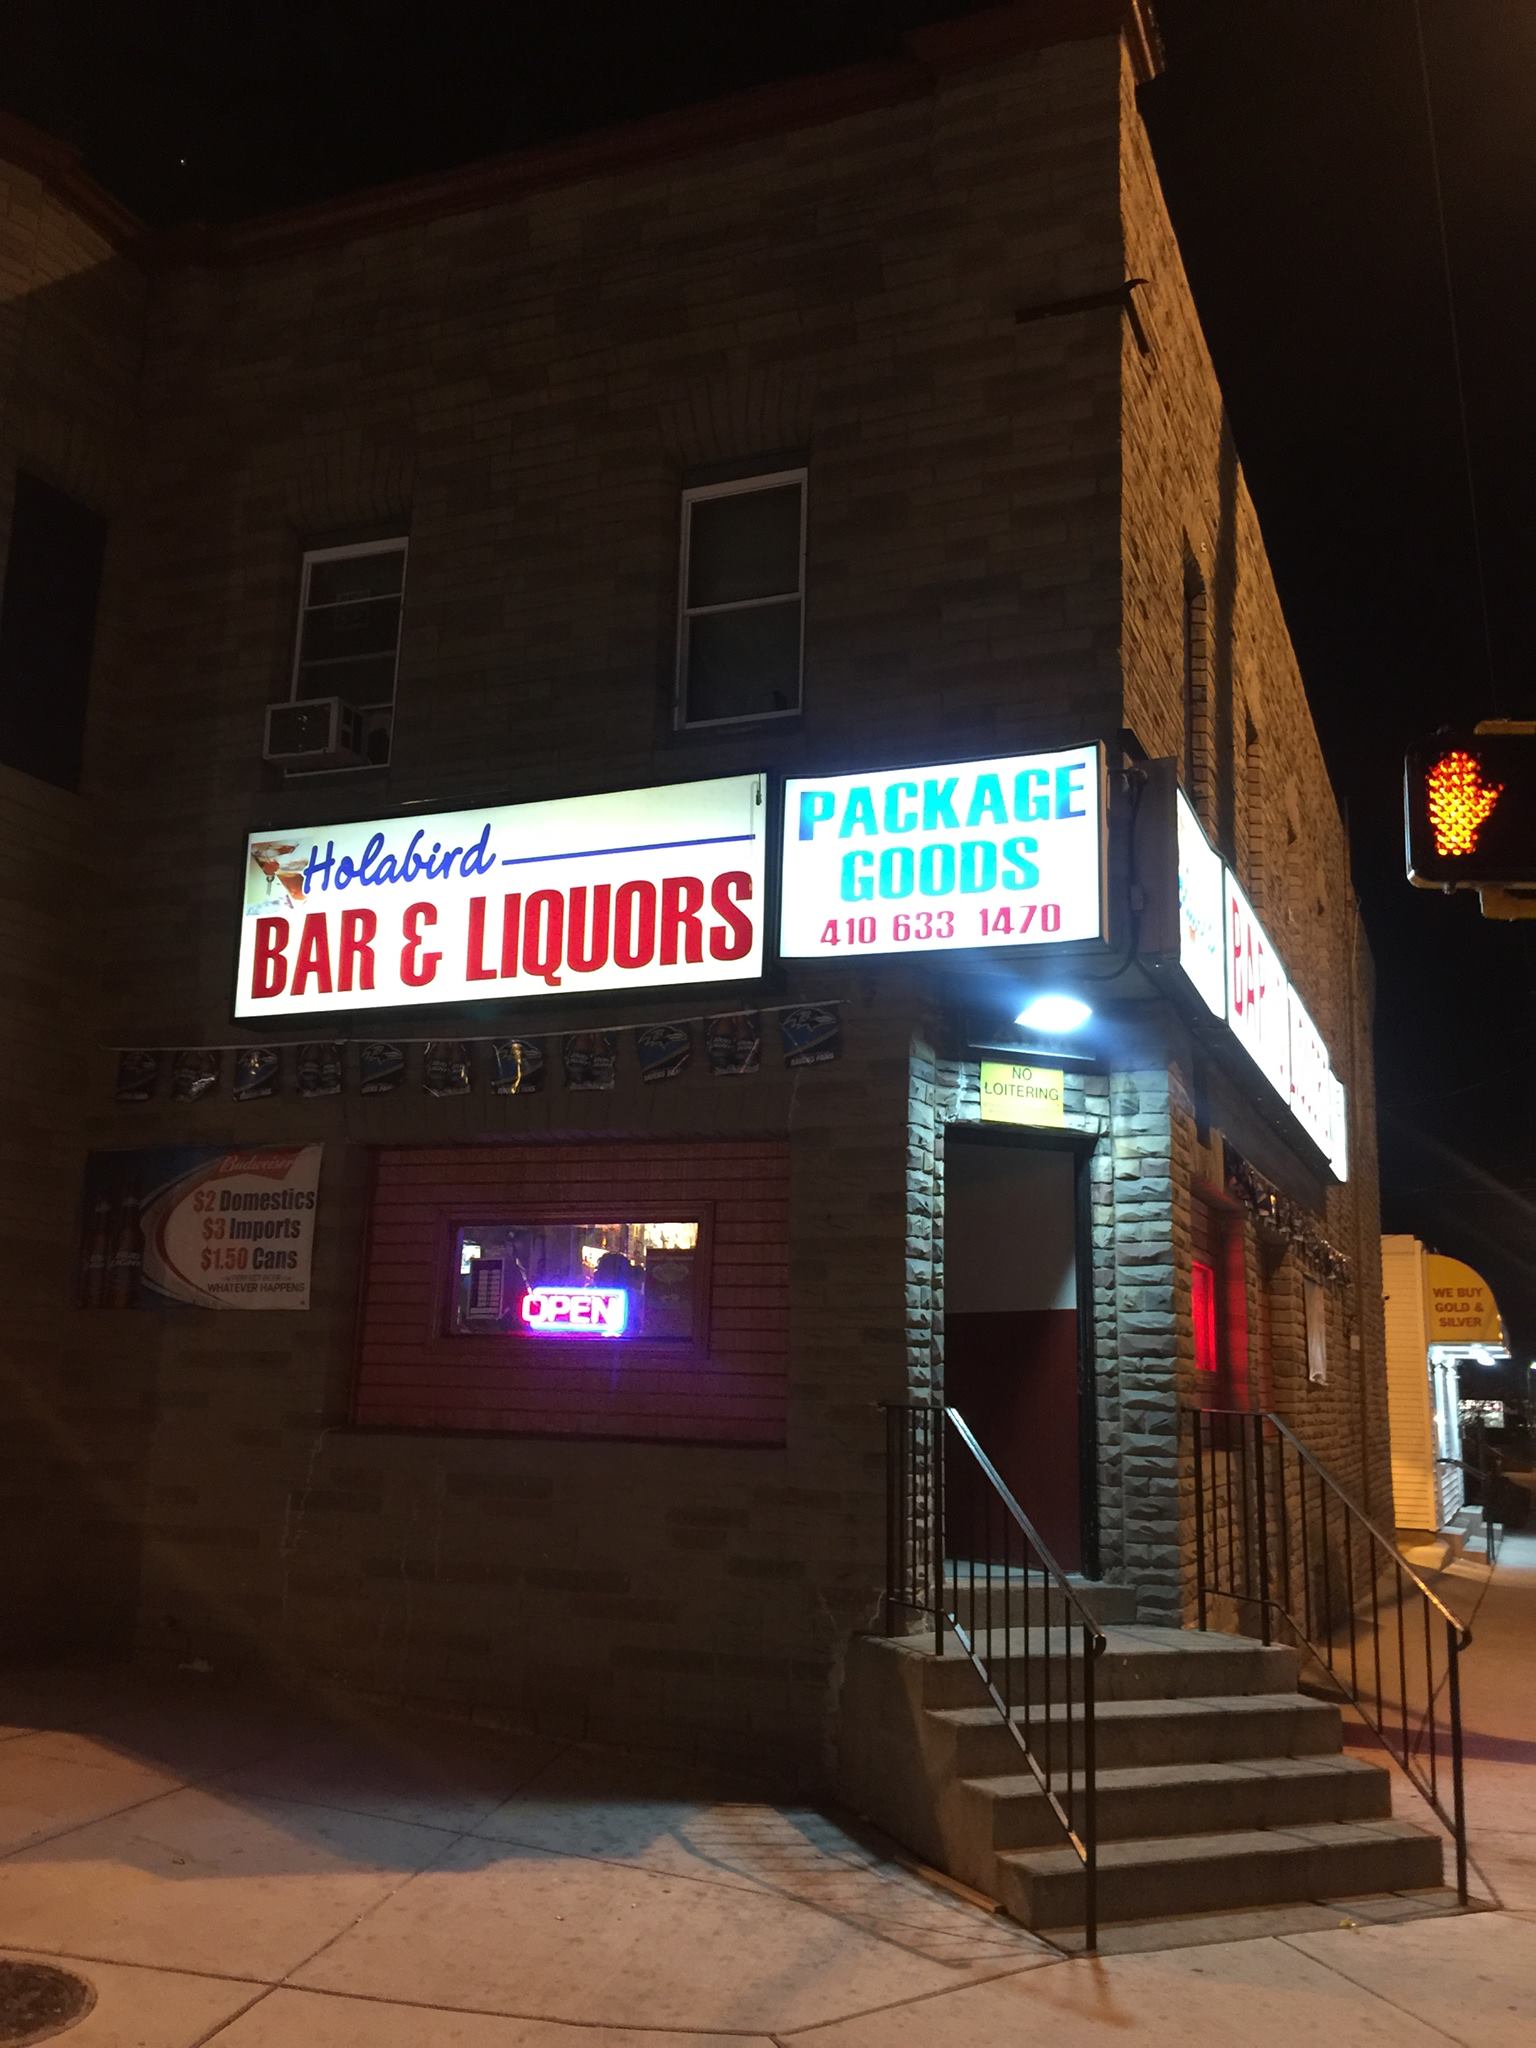 Holabird
BAR & LIQUORS
PACKAGE
GOODS
410 633 1470
NO
LOITERING
Budweiser
$2 Domestics
$3 Imports
$1.50 Cans
WHATEVER HAPPENS
OPEN
WE BUY
GOLD &
SILVER